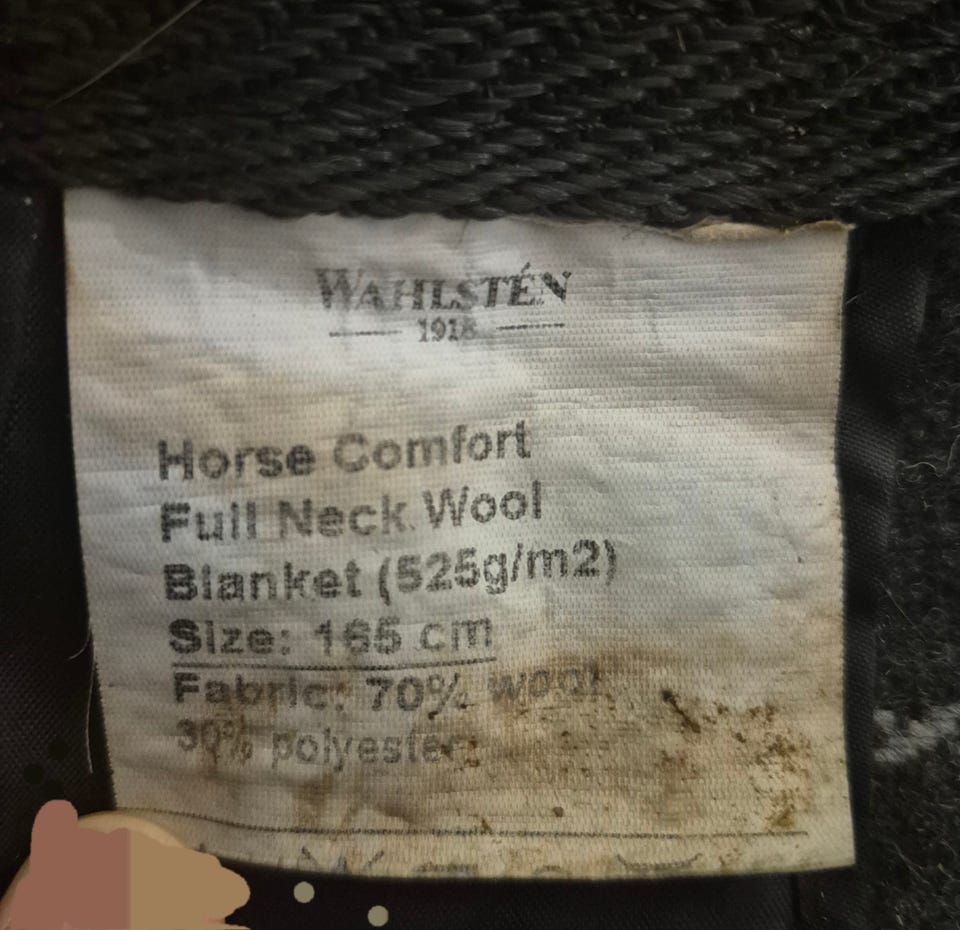 WAHLSTÉN
1918
Horse Comfort
Full Neck Wool
Blanket (525g/m2)
Size: 165 cm
Fabric: 70% wool
30% polyester